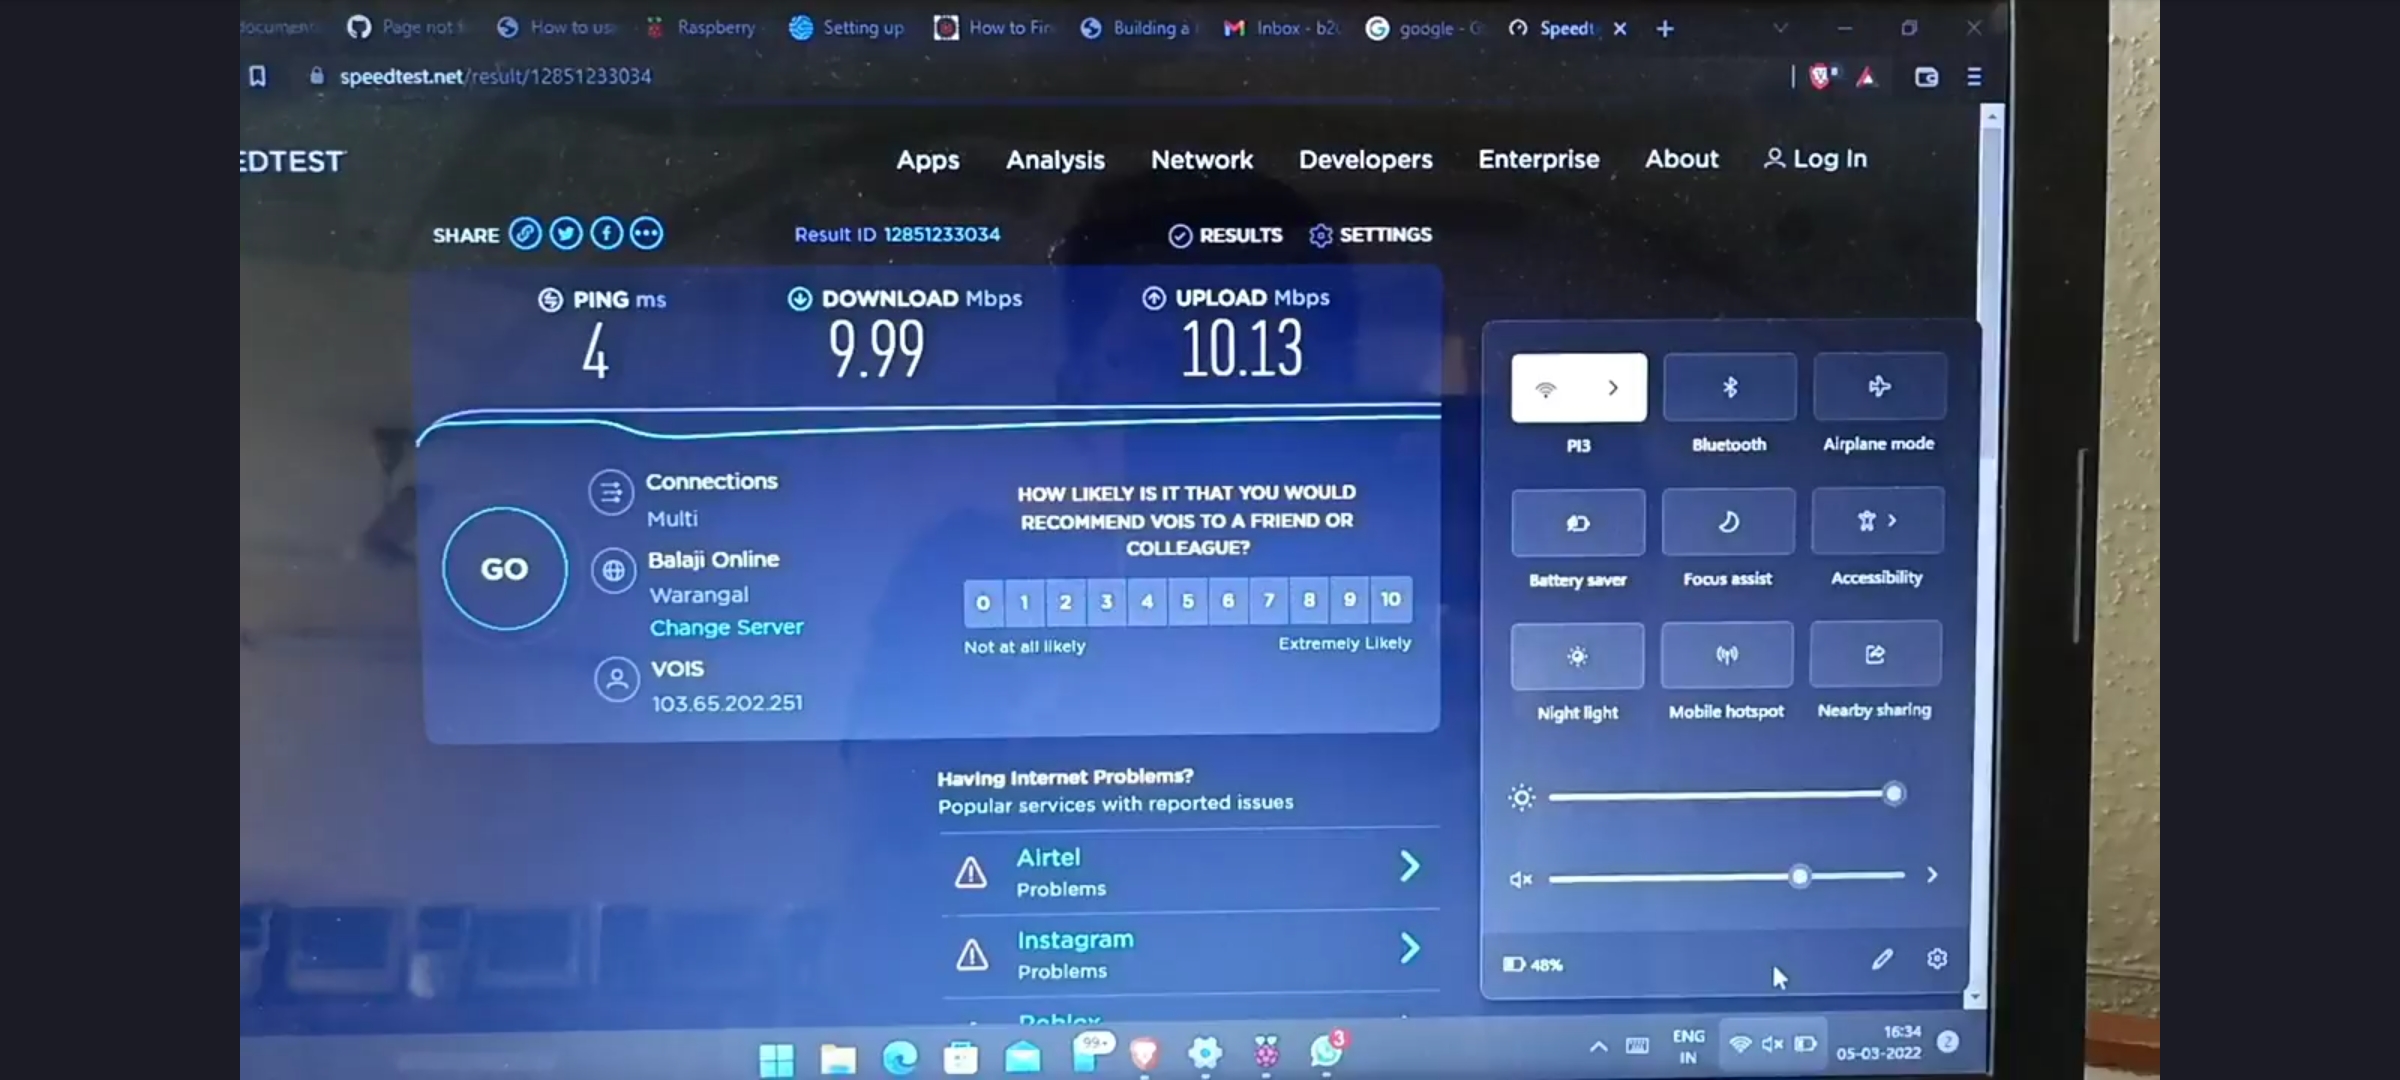 Page not
How to us
Raspberry
Setting up
How to Fin
Building a
Inbox - b2
google - G
Speedt
speedtest.net/result/12851233034
EDTEST
Apps
Analysis
Network
Developers
Enterprise
About
Log In
SHARE
Result ID 12851233034
RESULTS
SETTINGS
PING ms
DOWNLOAD Mbps
UPLOAD Mbps
4
9.99
10.13
Connections
Multi
GO
Balaji Online
Warangal
Change Server
VOIS
103.65.202.251
HOW LIKELY IS IT THAT YOU WOULD
RECOMMEND VOIS TO A FRIEND OR
COLLEAGUE?
0 1 2 3 4 5 6 7 8 9 10
Not at all likely
Extremely Likely
Having Internet Problems?
Popular services with reported issues
Airtel
Problems
Instagram
Problems
Roblox
PI3
Bluetooth
Airplane mode
Battery saver
Focus assist
Accessibility
Night light
Mobile hotspot
Nearby sharing
48%
99+
3
ENG
IN
16:34
05-03-2022
2